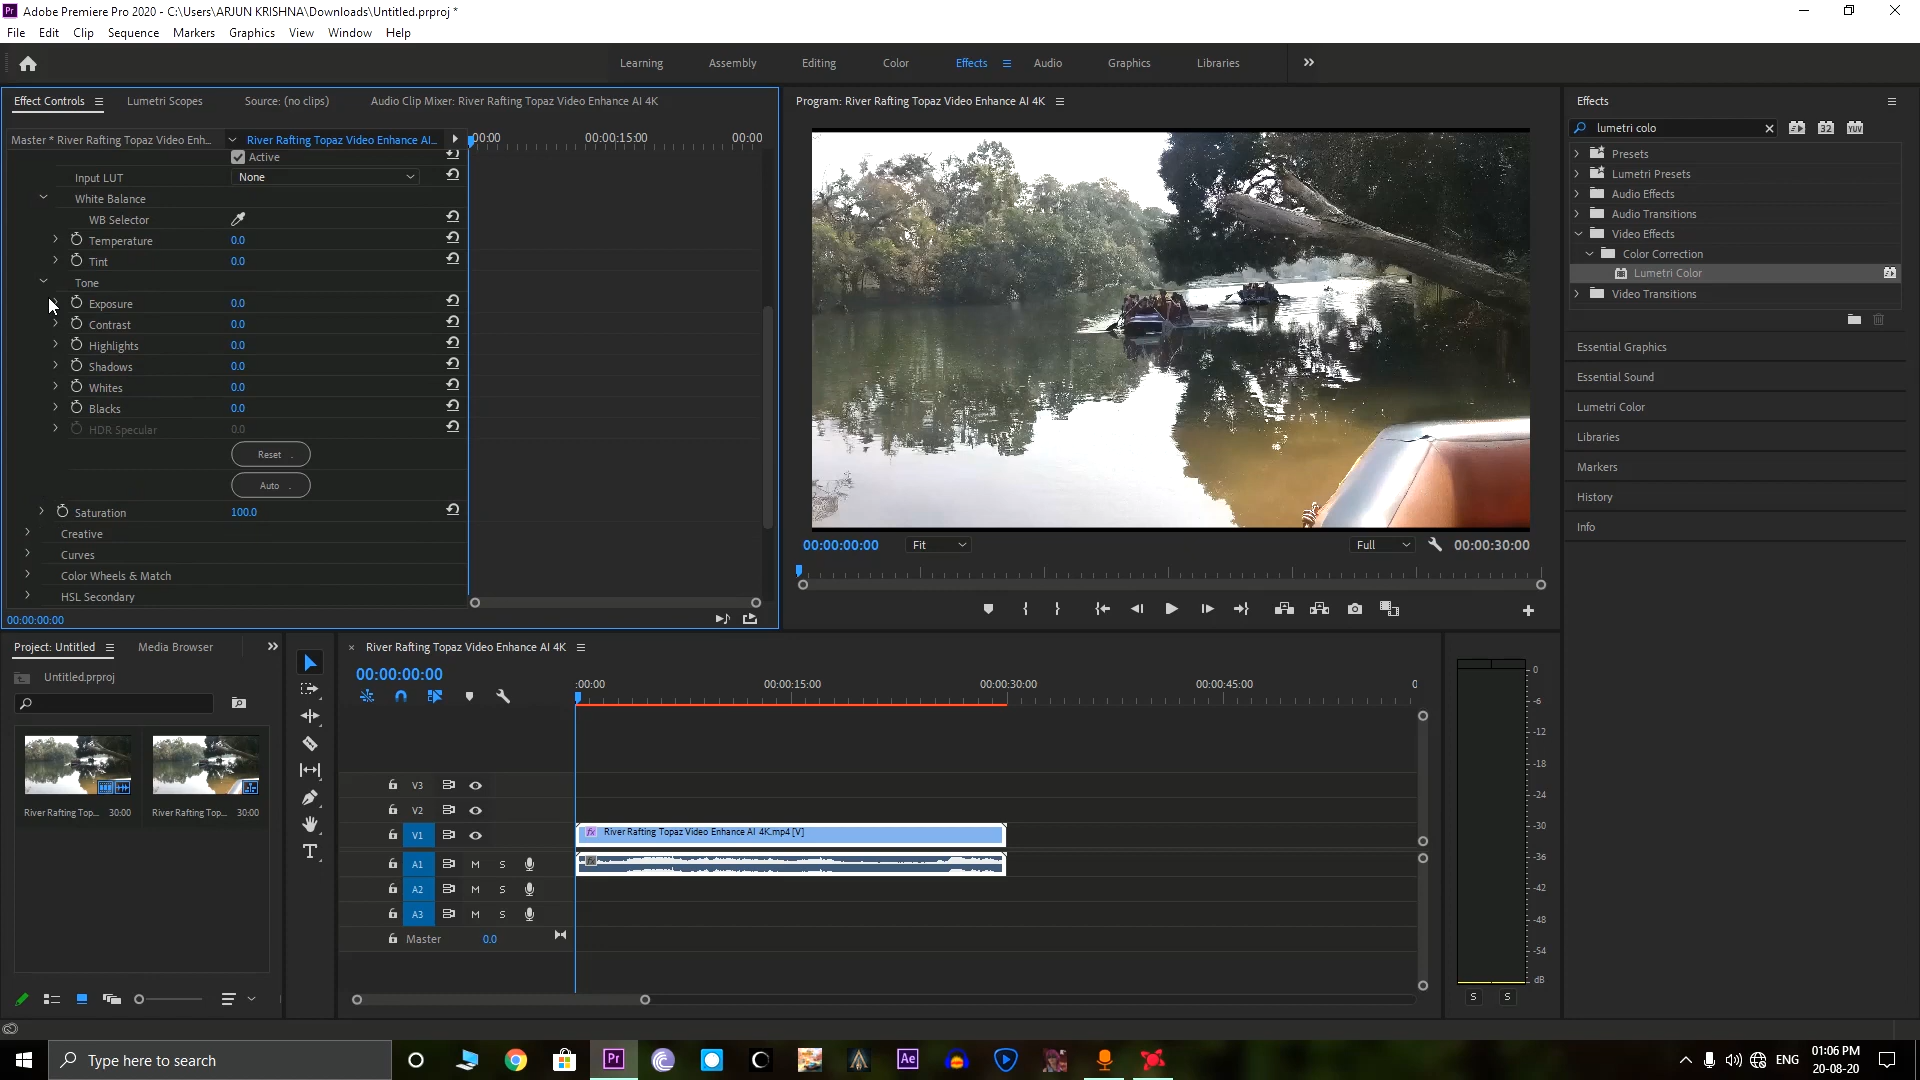 Adobe Premiere Pro 2020 - C:\Users\ARJUN KRISHNA\Downloads\Untitled.prproj *
File Edit Clip Sequence Markers Graphics View Window Help
Learning Assembly Editing Color Effects Audio Graphics Libraries
Effect Controls Lumetri Scopes Source: (no clips) Audio Clip Mixer: River Rafting Topaz Video Enhance AI 4K
Master * River Rafting Topaz Video Enh... River Rafting Topaz Video Enhance AI...
00:00 00:00:15:00 00:00
Active
Input LUT None
White Balance
WB Selector
Temperature 0.0
Tint 0.0
Tone
Exposure 0.0
Contrast 0.0
Highlights 0.0
Shadows 0.0
Whites 0.0
Blacks 0.0
HDR Specular 0.0
Reset
Auto
Saturation 100.0
Creative
Curves
Color Wheels & Match
HSL Secondary
00:00:00:00
Program: River Rafting Topaz Video Enhance AI 4K
00:00:00:00 Fit Full 00:00:30:00
Effects
lumetri colo
32 YUV
Presets
Lumetri Presets
Audio Effects
Audio Transitions
Video Effects
Color Correction
Lumetri Color
Video Transitions
Essential Graphics
Essential Sound
Lumetri Color
Libraries
Markers
History
Info
Project: Untitled Media Browser
Untitled.prproj
River Rafting Top... 30:00 River Rafting Top... 30:00
T
× River Rafting Topaz Video Enhance AI 4K
00:00:00:00
:00:00 00:00:15:00 00:00:30:00 00:00:45:00 0
V3
V2
V1 fx River Rafting Topaz Video Enhance AI 4K.mp4 [V]
A1 M S fx
A2 M S
A3 M S
Master 0.0
0
-6
-12
-18
-24
-30
-36
-42
-48
-54
dB
S S
Type here to search
Pr
Ae
ENG
01:06 PM
20-08-20